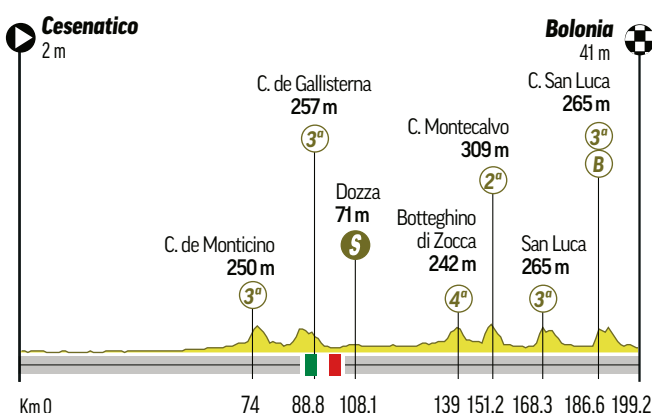 Cesenatico
2 m
Bolonia
41 m
C. de Gallisterna
257 m
3ª
C. San Luca
265 m
3ª
B
C. Montecalvo
309 m
2ª
Dozza
71 m
S
Botteghino
di Zocca
242 m
4ª
C. de Monticino
250 m
3ª
San Luca
265 m
3ª
Km 0 74 88.8 108.1 139 151.2 168.3 186.6 199.2